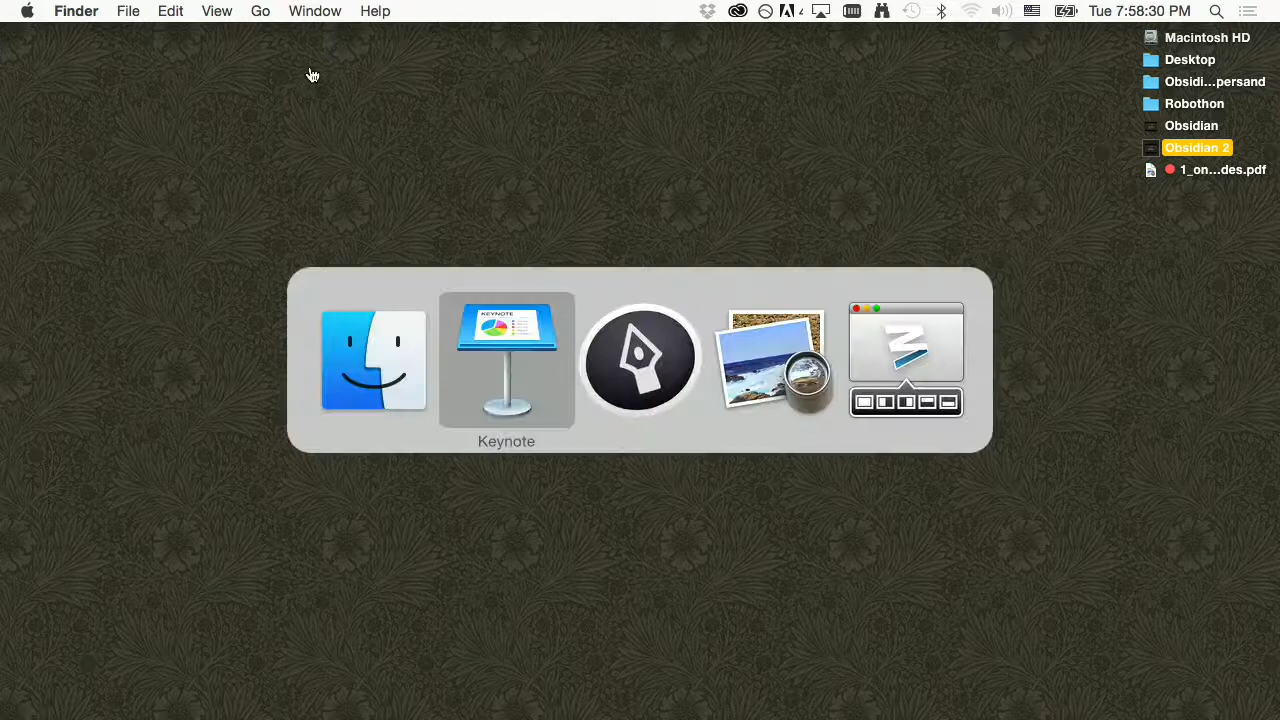 Finder File Edit View Go Window Help 4 Tue 7:58:30 PM
Macintosh HD
Desktop
Obsidi...persand
Robothon
Obsidian
Obsidian 2
1_on...des.pdf
KEYNOTE
Keynote